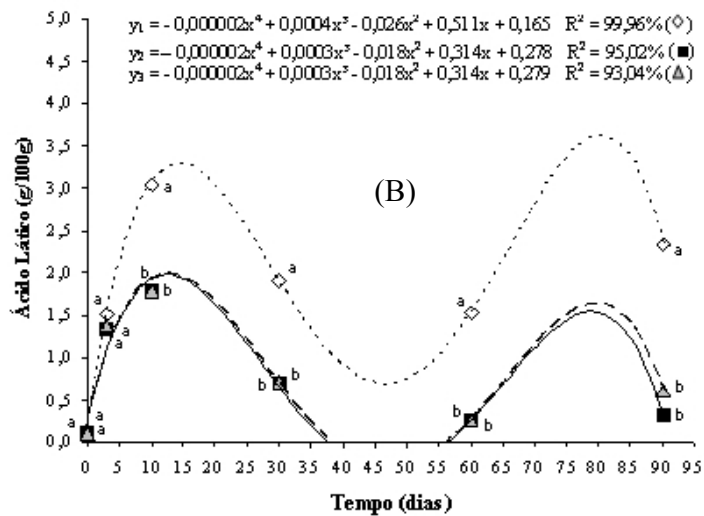 y₁ = - 0,000002x⁴ + 0,0004x³ - 0,026x² + 0,511x + 0,165 R² = 99,96% (◇)
y₂ = – 0,000002x⁴ + 0,0003x³ - 0,018x² + 0,314x + 0,278 R² = 95,02% (■)
y₃ = - 0,000002x⁴ + 0,0003x³ - 0,018x² + 0,314x + 0,279 R² = 93,04% (▲)
5,0
4,5
4,0
3,5
3,0
2,5
2,0
1,5
1,0
0,5
0,0
Ácido Lático (g/100g)
(B)
a
a
a
a
a
a
a
a
b
b
a
b
b
a
b
b
a
b
b
0 5 10 15 20 25 30 35 40 45 50 55 60 65 70 75 80 85 90 95
Tempo (dias)